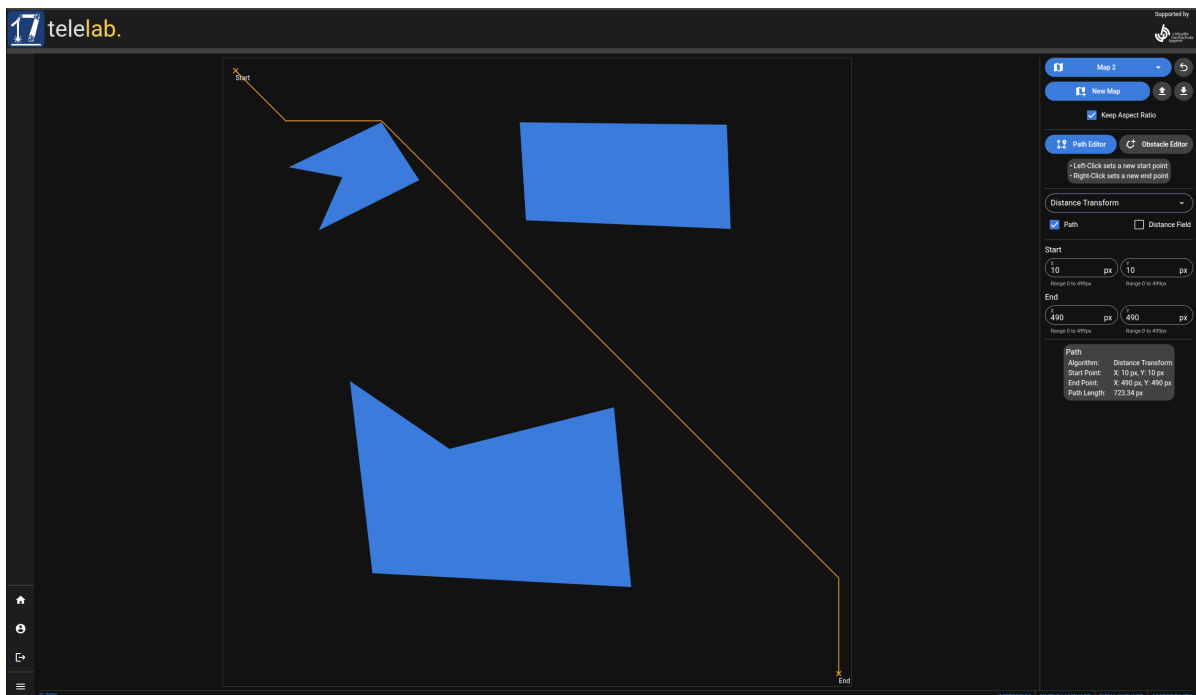 17 telelab.
Supported by
virtuelle
hochschule
bayern
Start
End
Map 2
New Map
Keep Aspect Ratio
Path Editor
Obstacle Editor
• Left-Click sets a new start point
• Right-Click sets a new end point
Distance Transform
Path
Distance Field
Start
X
10 px
Y
10 px
Range 0 to 499px
Range 0 to 499px
End
X
490 px
Y
490 px
Range 0 to 499px
Range 0 to 499px
Path
Algorithm: Distance Transform
Start Point: X: 10 px, Y: 10 px
End Point: X: 490 px, Y: 490 px
Path Length: 723.34 px